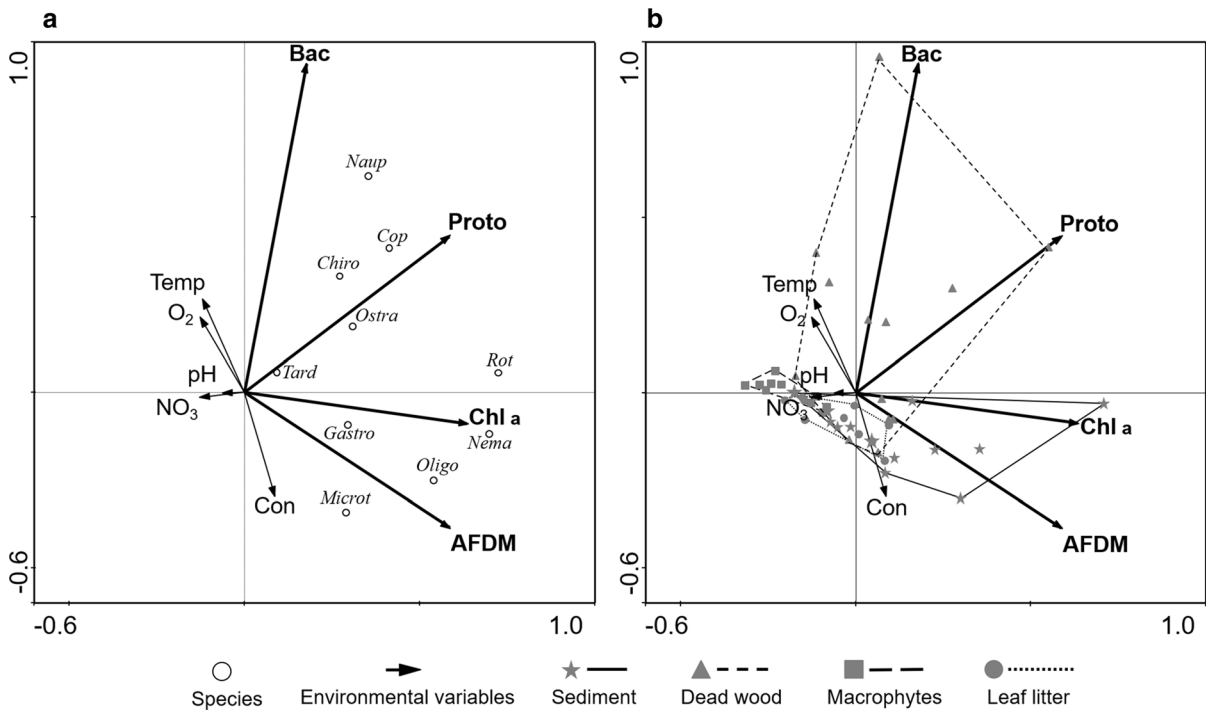 a
b
1.0
-0.6
-0.6
1.0
Bac
Naup
Proto
Cop
Chiro
Temp
O2
Ostra
pH
Tard
Rot
NO3
Chl a
Gastro
Nema
Oligo
Con
Microt
AFDM
1.0
-0.6
-0.6
1.0
Bac
Proto
Temp
O2
pH
NO3
Chl a
Con
AFDM
Species
Environmental variables
Sediment
Dead wood
Macrophytes
Leaf litter